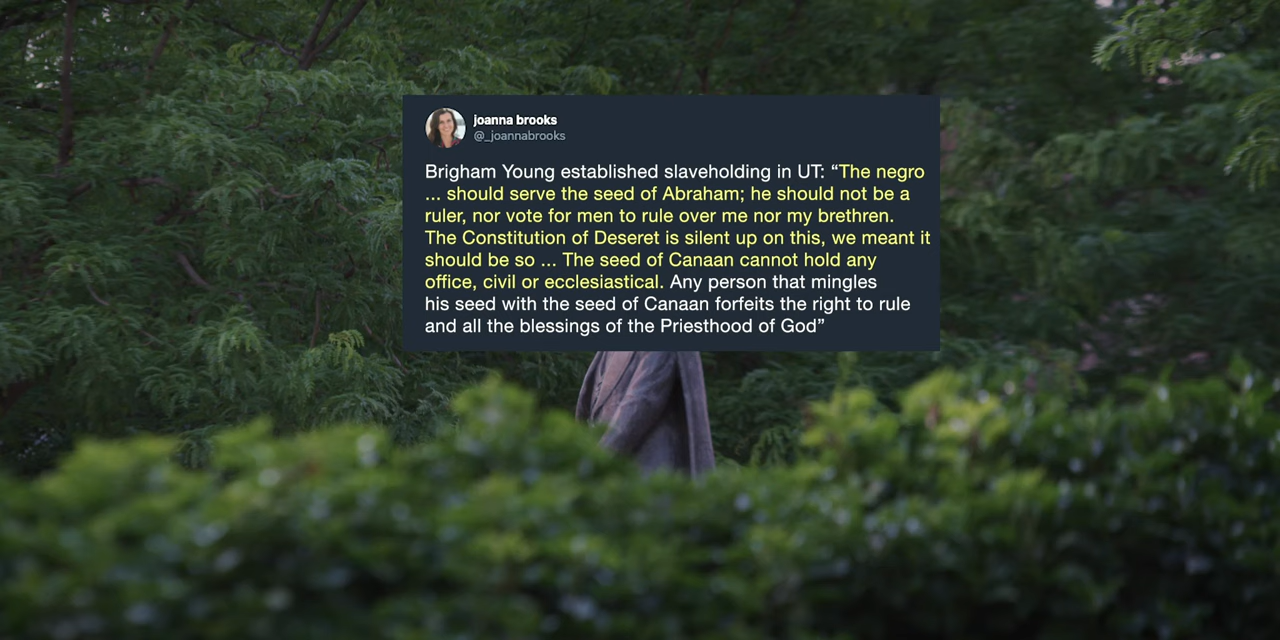 joanna brooks
@_joannabrooks
Brigham Young established slaveholding in UT: “The negro
... should serve the seed of Abraham; he should not be a
ruler, nor vote for men to rule over me nor my brethren.
The Constitution of Deseret is silent up on this, we meant it
should be so ... The seed of Canaan cannot hold any
office, civil or ecclesiastical. Any person that mingles
his seed with the seed of Canaan forfeits the right to rule
and all the blessings of the Priesthood of God”